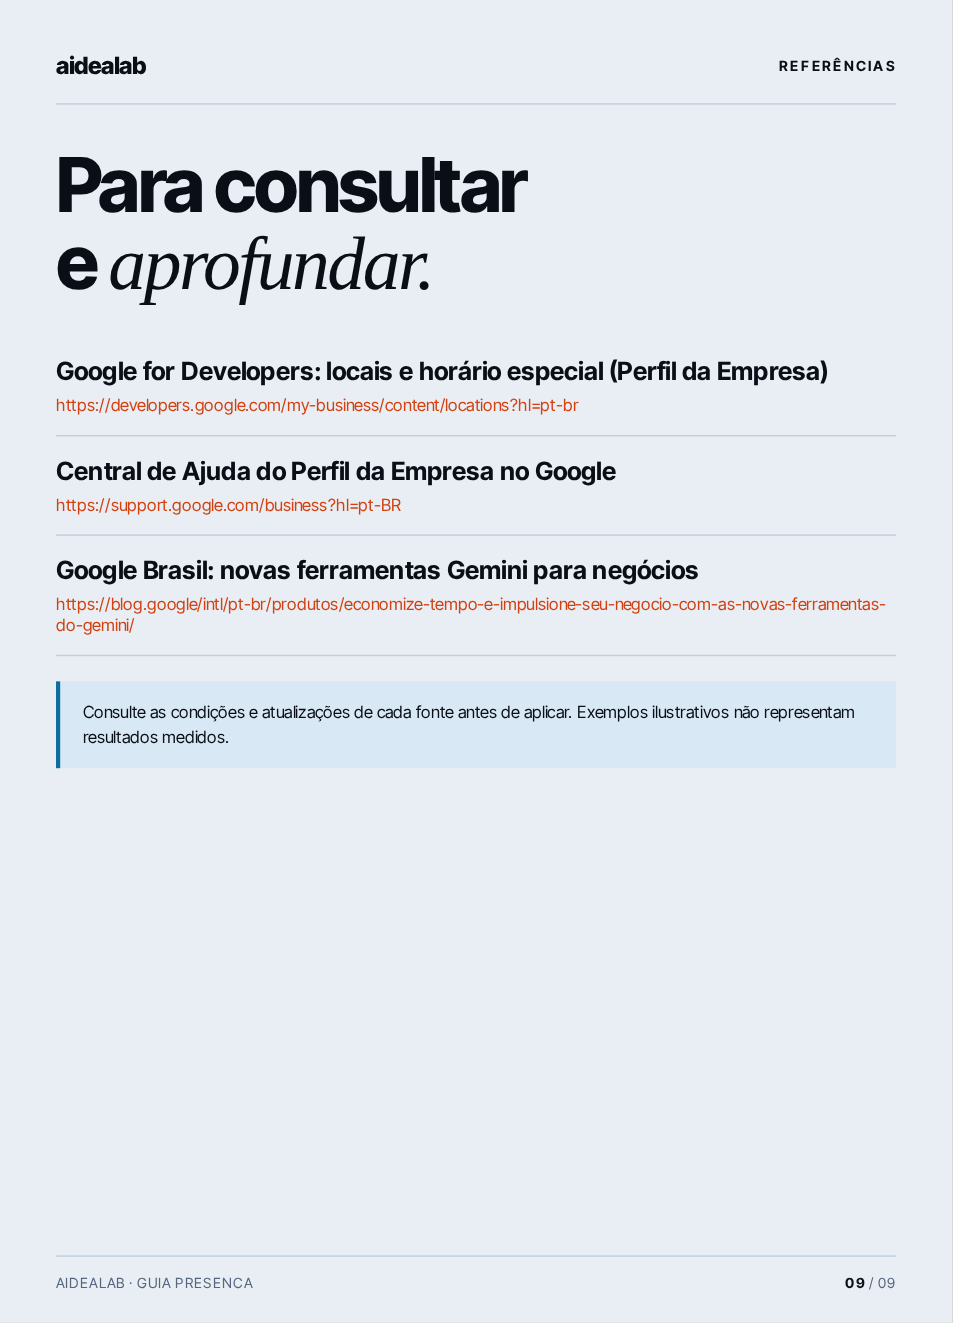 aidealab
REFERÊNCIAS
Para consultar
e aprofundar.
Google for Developers: locais e horário especial (Perfil da Empresa)
https://developers.google.com/my-business/content/locations?hl=pt-br
Central de Ajuda do Perfil da Empresa no Google
https://support.google.com/business?hl=pt-BR
Google Brasil: novas ferramentas Gemini para negócios
https://blog.google/intl/pt-br/produtos/economize-tempo-e-impulsione-seu-negocio-com-as-novas-ferramentas-
do-gemini/
Consulte as condições e atualizações de cada fonte antes de aplicar. Exemplos ilustrativos não representam
resultados medidos.
AIDEALAB · GUIA PRESENCA
09 / 09